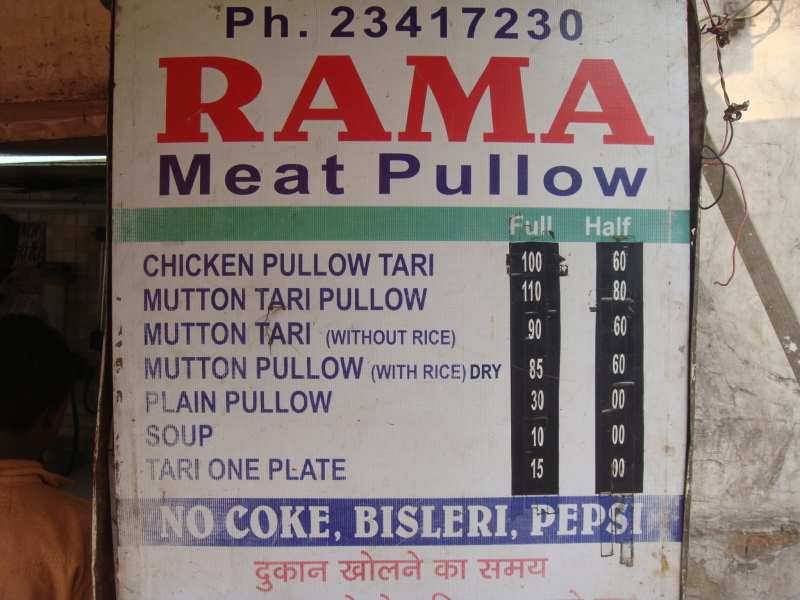 Ph. 23417230
RAMA
Meat Pullow
Full Half
CHICKEN PULLOW TARI 100 60
MUTTON TARI PULLOW 110 80
MUTTON TARI (WITHOUT RICE) 90 60
MUTTON PULLOW (WITH RICE) DRY 85 60
PLAIN PULLOW 30 00
SOUP 10 00
TARI ONE PLATE 15 00
NO COKE, BISLERI, PEPSI
दुकान खोलने का समय